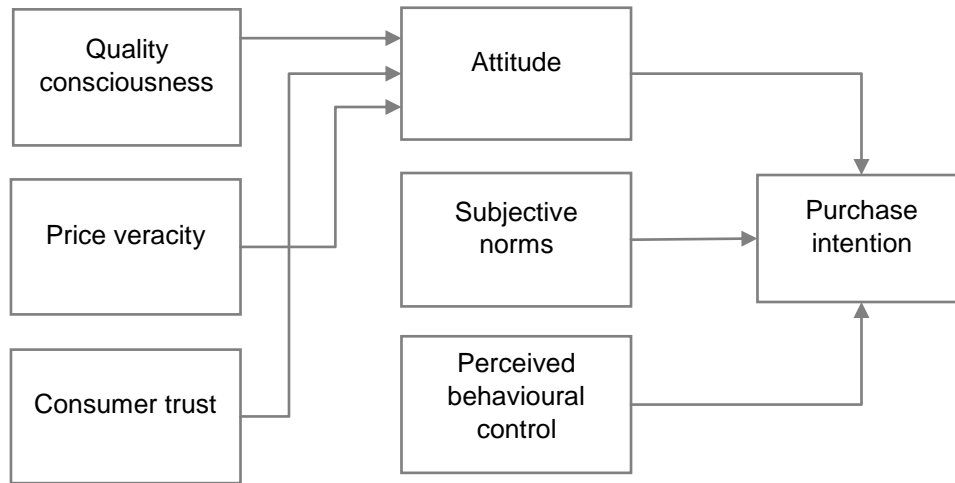 Quality
consciousness
Attitude
Price veracity
Subjective
norms
Purchase
intention
Consumer trust
Perceived
behavioural
control